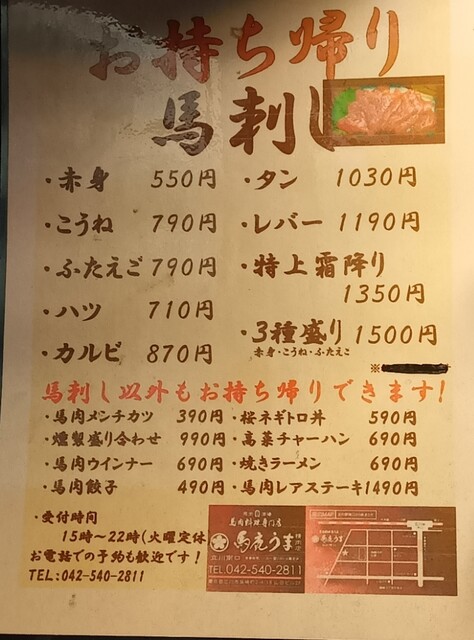 お持ち帰り
馬刺し
・赤身 550円
・こうね 790円
・ふたえご 790円
・ハツ 710円
・カルビ 870円
・タン 1030円
・レバー 1190円
・特上霜降り
1350円
・3種盛り 1500円
赤身・こうね・ふたえご
※
馬刺し以外もお持ち帰りできます!
・馬肉メンチカツ 390円
・燻製盛り合わせ 990円
・馬肉ウインナー 690円
・馬肉餃子 490円
・桜ネギトロ丼 590円
・高菜チャーハン 690円
・焼きラーメン 690円
・馬肉レアステーキ1490円
・受付時間
15時～22時(火曜定休
お電話での予約も歓迎です!
TEL:042-540-2811
馬肉料理専門店
TEL:042-540-2811